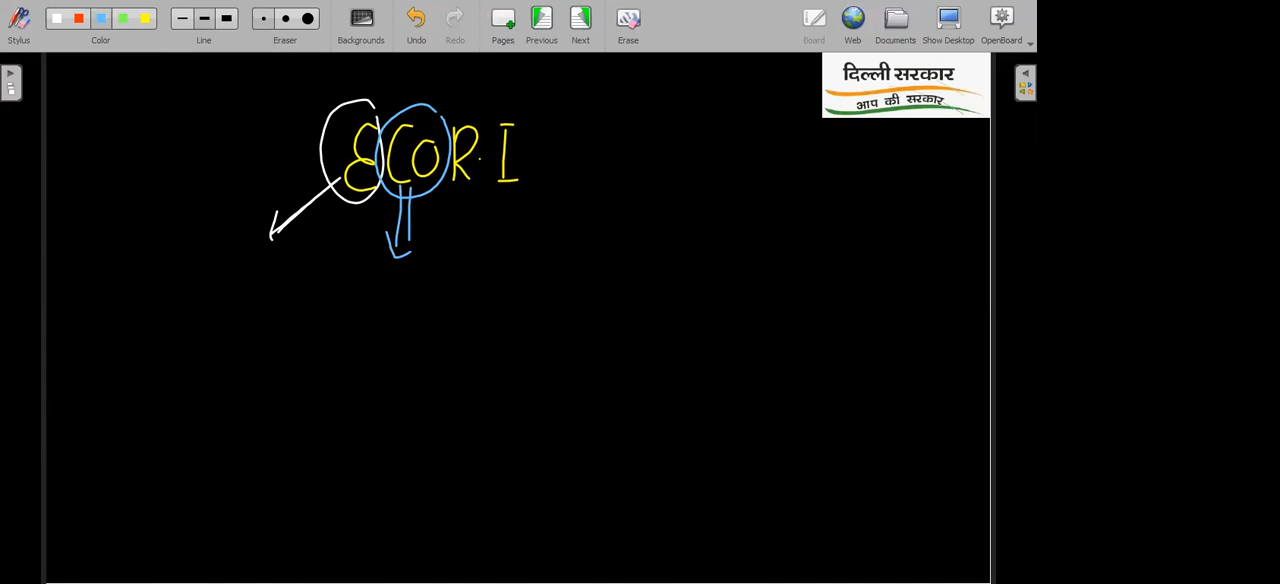 Stylus Color Line Eraser Backgrounds Undo Redo Pages Previous Next Erase Board Web Documents Show Desktop OpenBoard
दिल्ली सरकार
आप की सरकार
ECOR.I